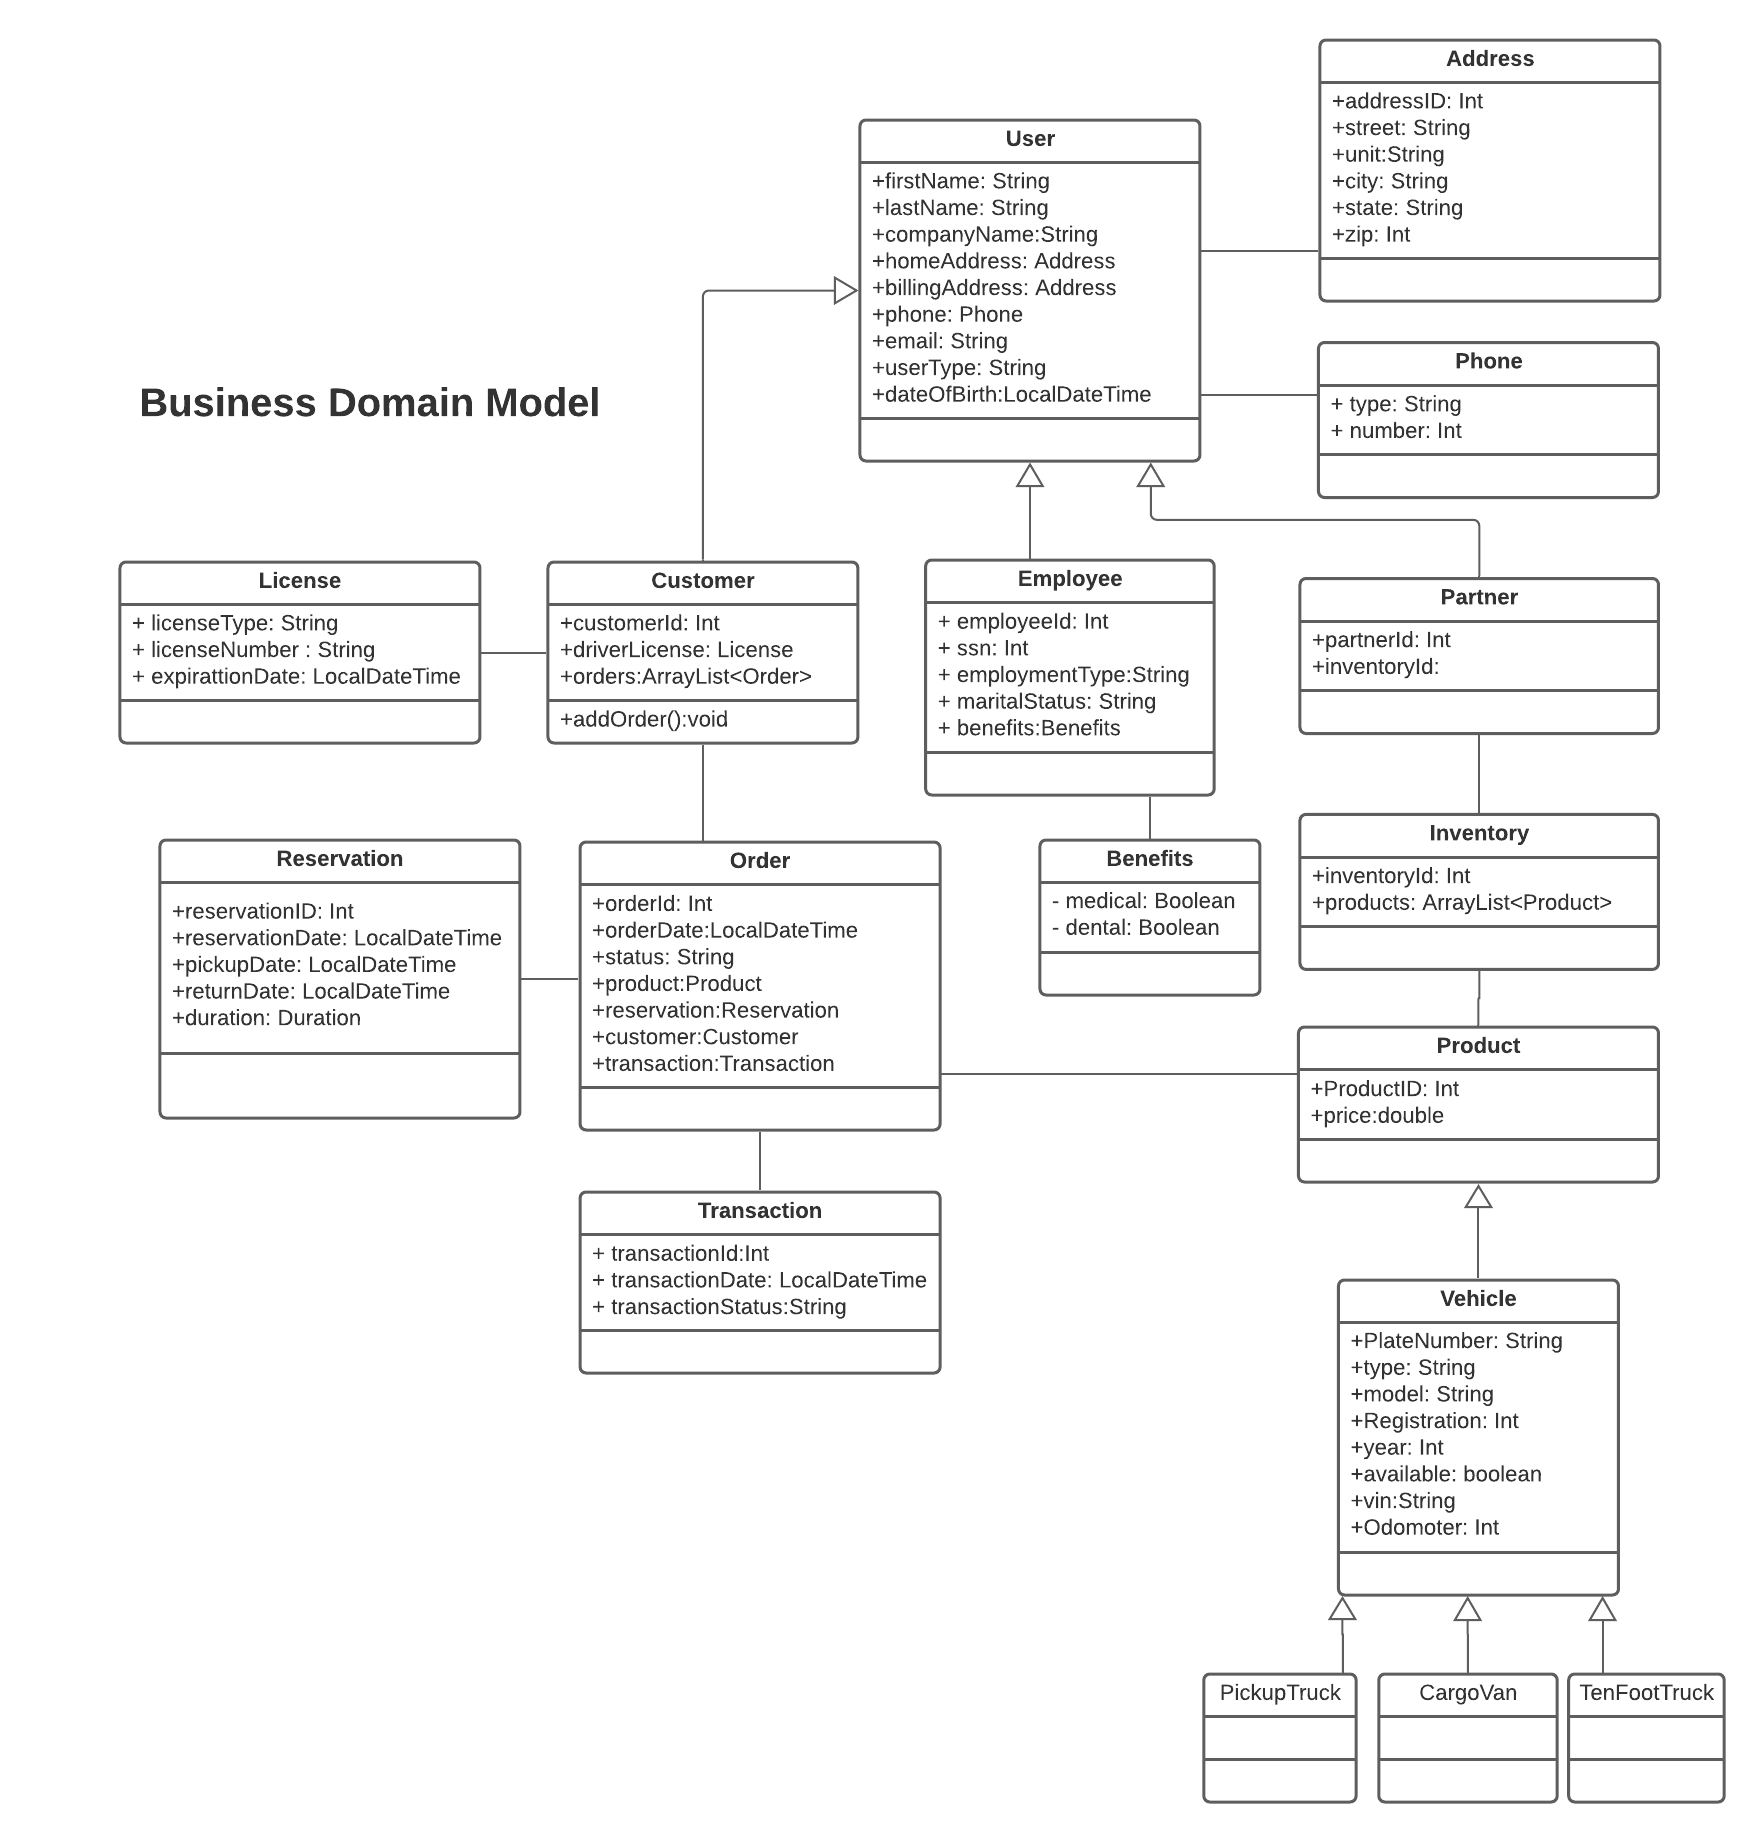 Address
+addressID: Int
+street: String
+unit:String
+city: String
+state: String
+zip: Int
User
+firstName: String
+lastName: String
+companyName:String
+homeAddress: Address
+billingAddress: Address
+phone: Phone
+email: String
+userType: String
+dateOfBirth:LocalDateTime
Phone
+ type: String
+ number: Int
Business Domain Model
License
+ licenseType: String
+ licenseNumber : String
+ expirattionDate: LocalDateTime
Customer
+customerId: Int
+driverLicense: License
+orders:ArrayList<Order>
+addOrder():void
Employee
+ employeeId: Int
+ ssn: Int
+ employmentType:String
+ maritalStatus: String
+ benefits:Benefits
Partner
+partnerId: Int
+inventoryId:
Reservation
+reservationID: Int
+reservationDate: LocalDateTime
+pickupDate: LocalDateTime
+returnDate: LocalDateTime
+duration: Duration
Order
+orderId: Int
+orderDate:LocalDateTime
+status: String
+product:Product
+reservation:Reservation
+customer:Customer
+transaction:Transaction
Benefits
- medical: Boolean
- dental: Boolean
Inventory
+inventoryId: Int
+products: ArrayList<Product>
Product
+ProductID: Int
+price:double
Transaction
+ transactionId:Int
+ transactionDate: LocalDateTime
+ transactionStatus:String
Vehicle
+PlateNumber: String
+type: String
+model: String
+Registration: Int
+year: Int
+available: boolean
+vin:String
+Odomoter: Int
PickupTruck
CargoVan
TenFootTruck